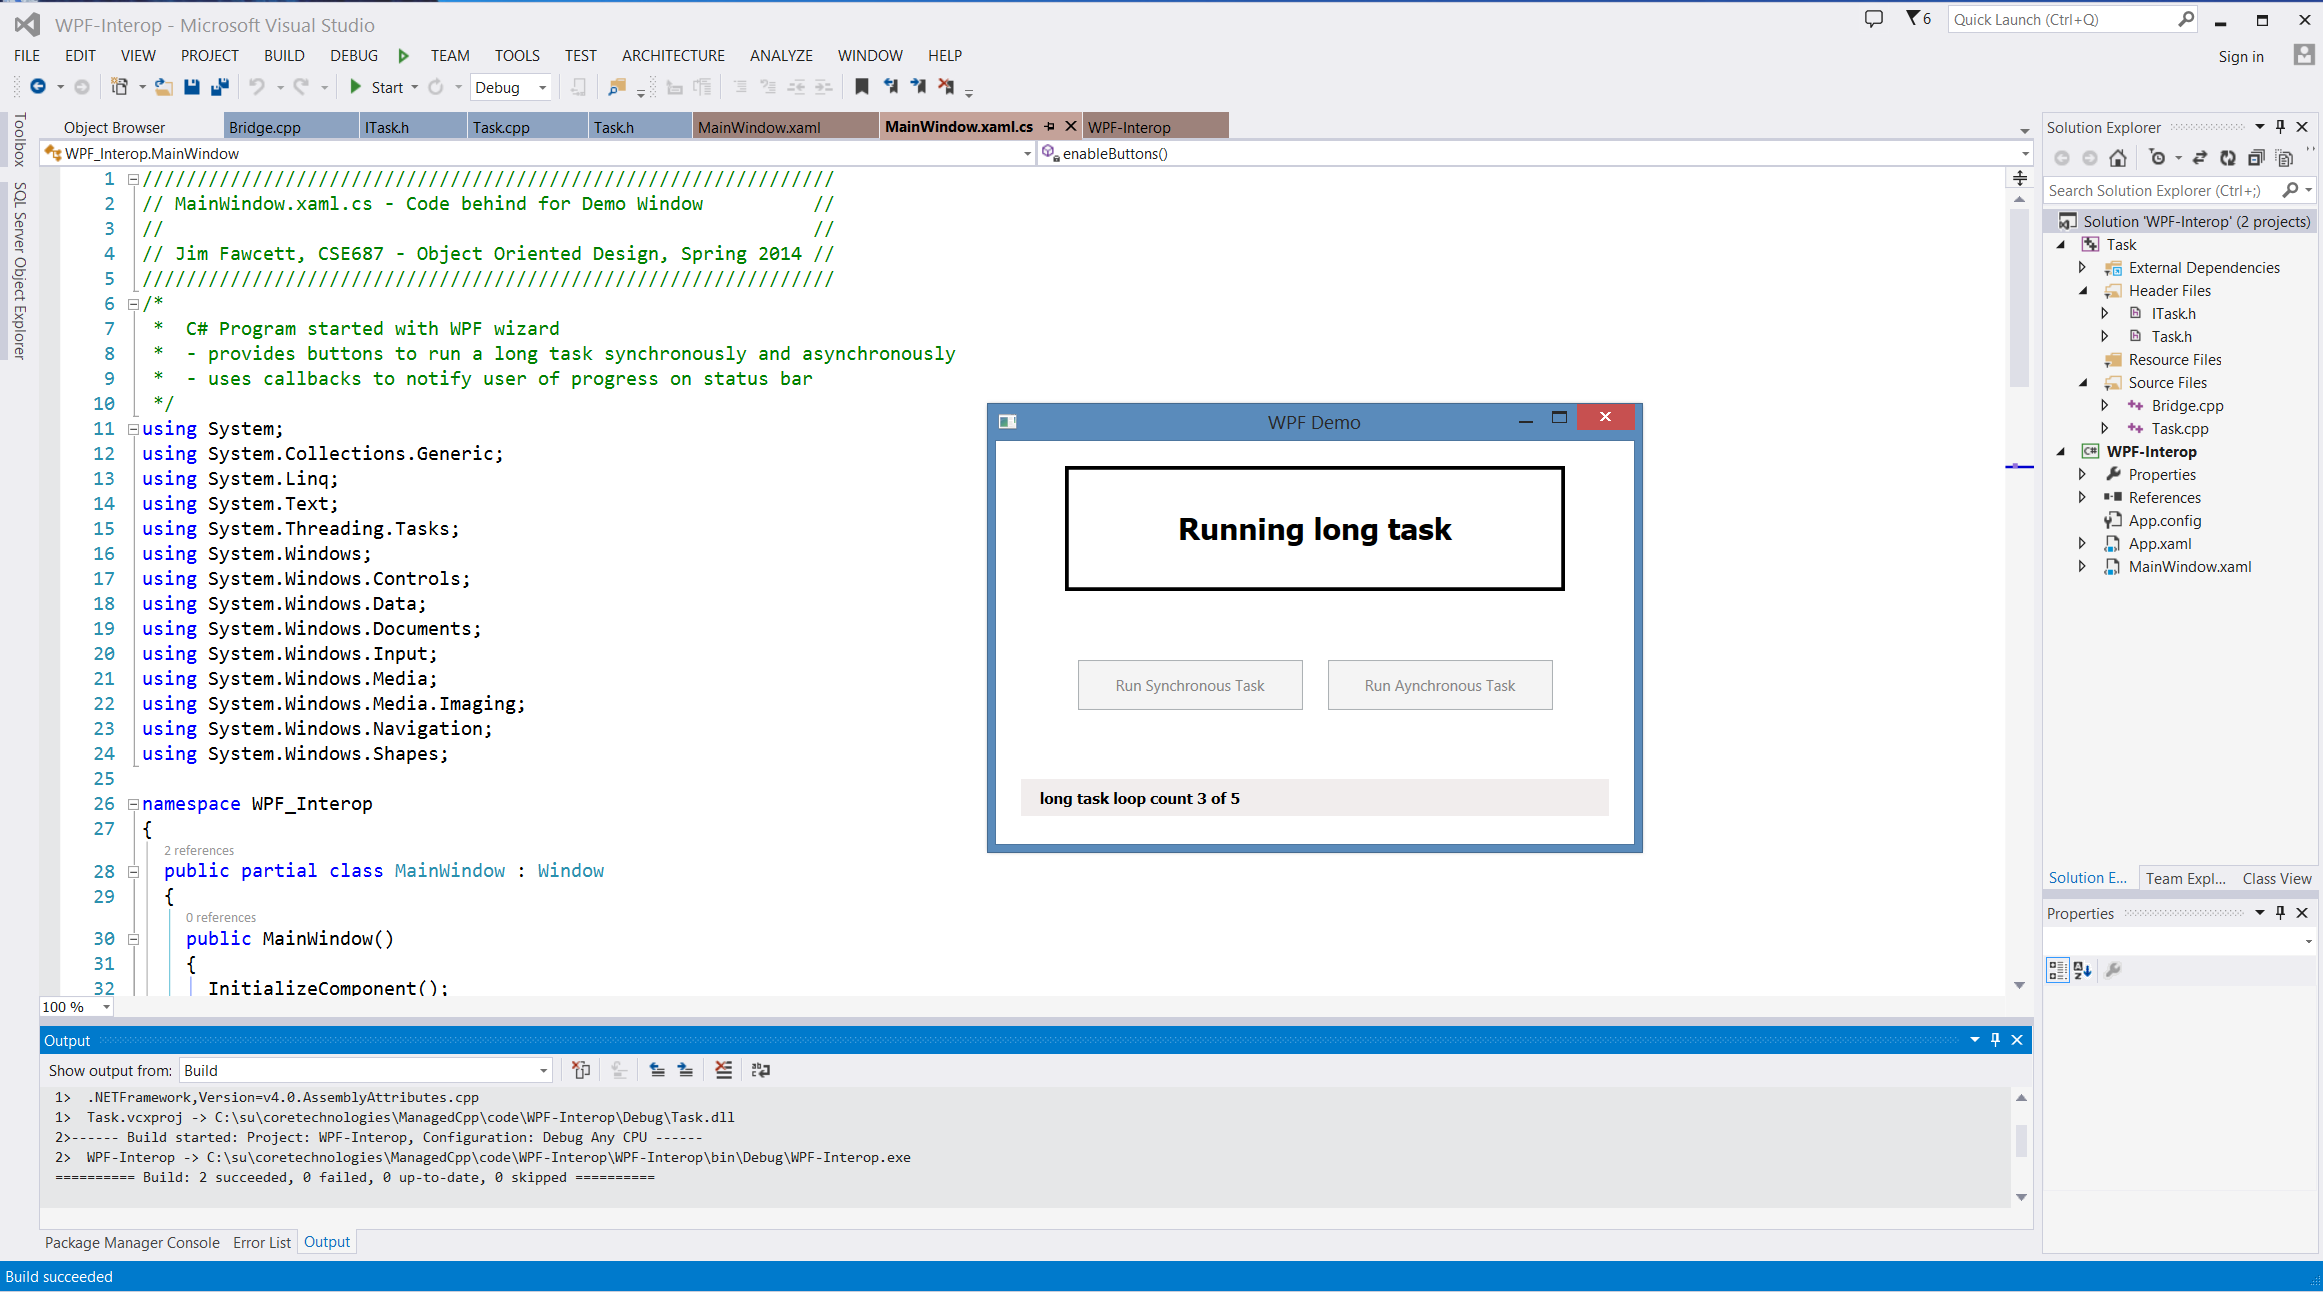 WPF-Interop - Microsoft Visual Studio
6
Quick Launch (Ctrl+Q)
FILE EDIT VIEW PROJECT BUILD DEBUG TEAM TOOLS TEST ARCHITECTURE ANALYZE WINDOW HELP
Sign in
Start Debug
Toolbox
SQL Server Object Explorer
Object Browser Bridge.cpp ITask.h Task.cpp Task.h MainWindow.xaml MainWindow.xaml.cs WPF-Interop
WPF_Interop.MainWindow enableButtons()
1 ///////////////////////////////////////////////////////////////
2 // MainWindow.xaml.cs - Code behind for Demo Window //
3 // //
4 // Jim Fawcett, CSE687 - Object Oriented Design, Spring 2014 //
5 ///////////////////////////////////////////////////////////////
6 /*
7 * C# Program started with WPF wizard
8 * - provides buttons to run a long task synchronously and asynchronously
9 * - uses callbacks to notify user of progress on status bar
10 */
11 using System;
12 using System.Collections.Generic;
13 using System.Linq;
14 using System.Text;
15 using System.Threading.Tasks;
16 using System.Windows;
17 using System.Windows.Controls;
18 using System.Windows.Data;
19 using System.Windows.Documents;
20 using System.Windows.Input;
21 using System.Windows.Media;
22 using System.Windows.Media.Imaging;
23 using System.Windows.Navigation;
24 using System.Windows.Shapes;
25
26 namespace WPF_Interop
27 {
2 references
28 public partial class MainWindow : Window
29 {
0 references
30 public MainWindow()
31 {
32 InitializeComponent();
100 %
WPF Demo
Running long task
Run Synchronous Task
Run Aynchronous Task
long task loop count 3 of 5
Solution Explorer
Search Solution Explorer (Ctrl+;)
Solution 'WPF-Interop' (2 projects)
Task
External Dependencies
Header Files
ITask.h
Task.h
Resource Files
Source Files
Bridge.cpp
Task.cpp
C# WPF-Interop
Properties
References
App.config
App.xaml
MainWindow.xaml
Solution E... Team Expl... Class View
Properties
Output
Show output from: Build
1> .NETFramework,Version=v4.0.AssemblyAttributes.cpp
1> Task.vcxproj -> C:\su\coretechnologies\ManagedCpp\code\WPF-Interop\Debug\Task.dll
2>------ Build started: Project: WPF-Interop, Configuration: Debug Any CPU ------
2> WPF-Interop -> C:\su\coretechnologies\ManagedCpp\code\WPF-Interop\WPF-Interop\bin\Debug\WPF-Interop.exe
========== Build: 2 succeeded, 0 failed, 0 up-to-date, 0 skipped ==========
Package Manager Console Error List Output
Build succeeded